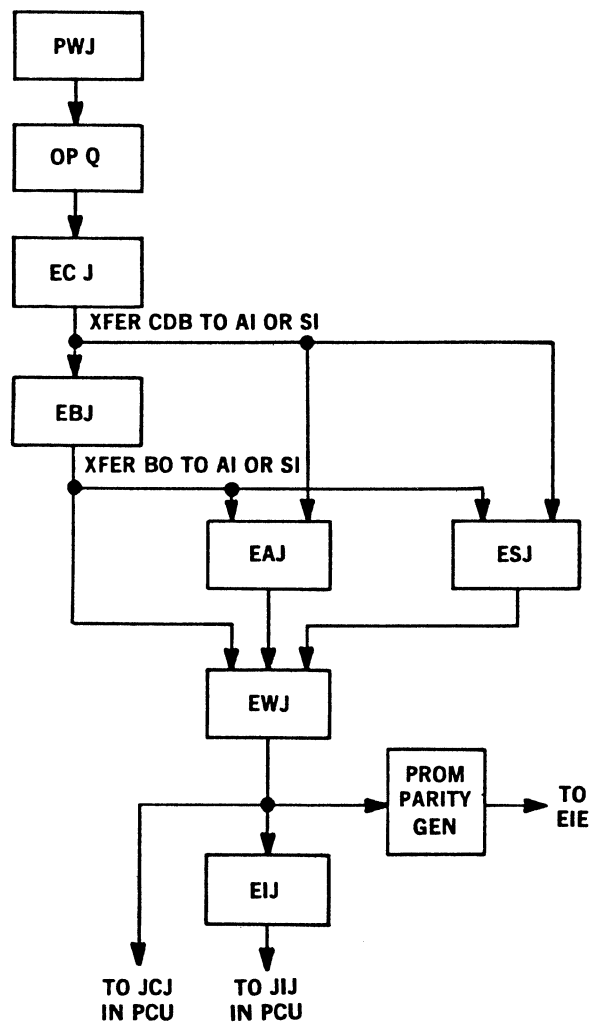 PWJ
OP Q
EC J
XFER CDB TO AI OR SI
EBJ
XFER BO TO AI OR SI
EAJ
ESJ
EWJ
PROM
PARITY
GEN
TO
EIE
EIJ
TO JCJ
IN PCU
TO JIJ
IN PCU